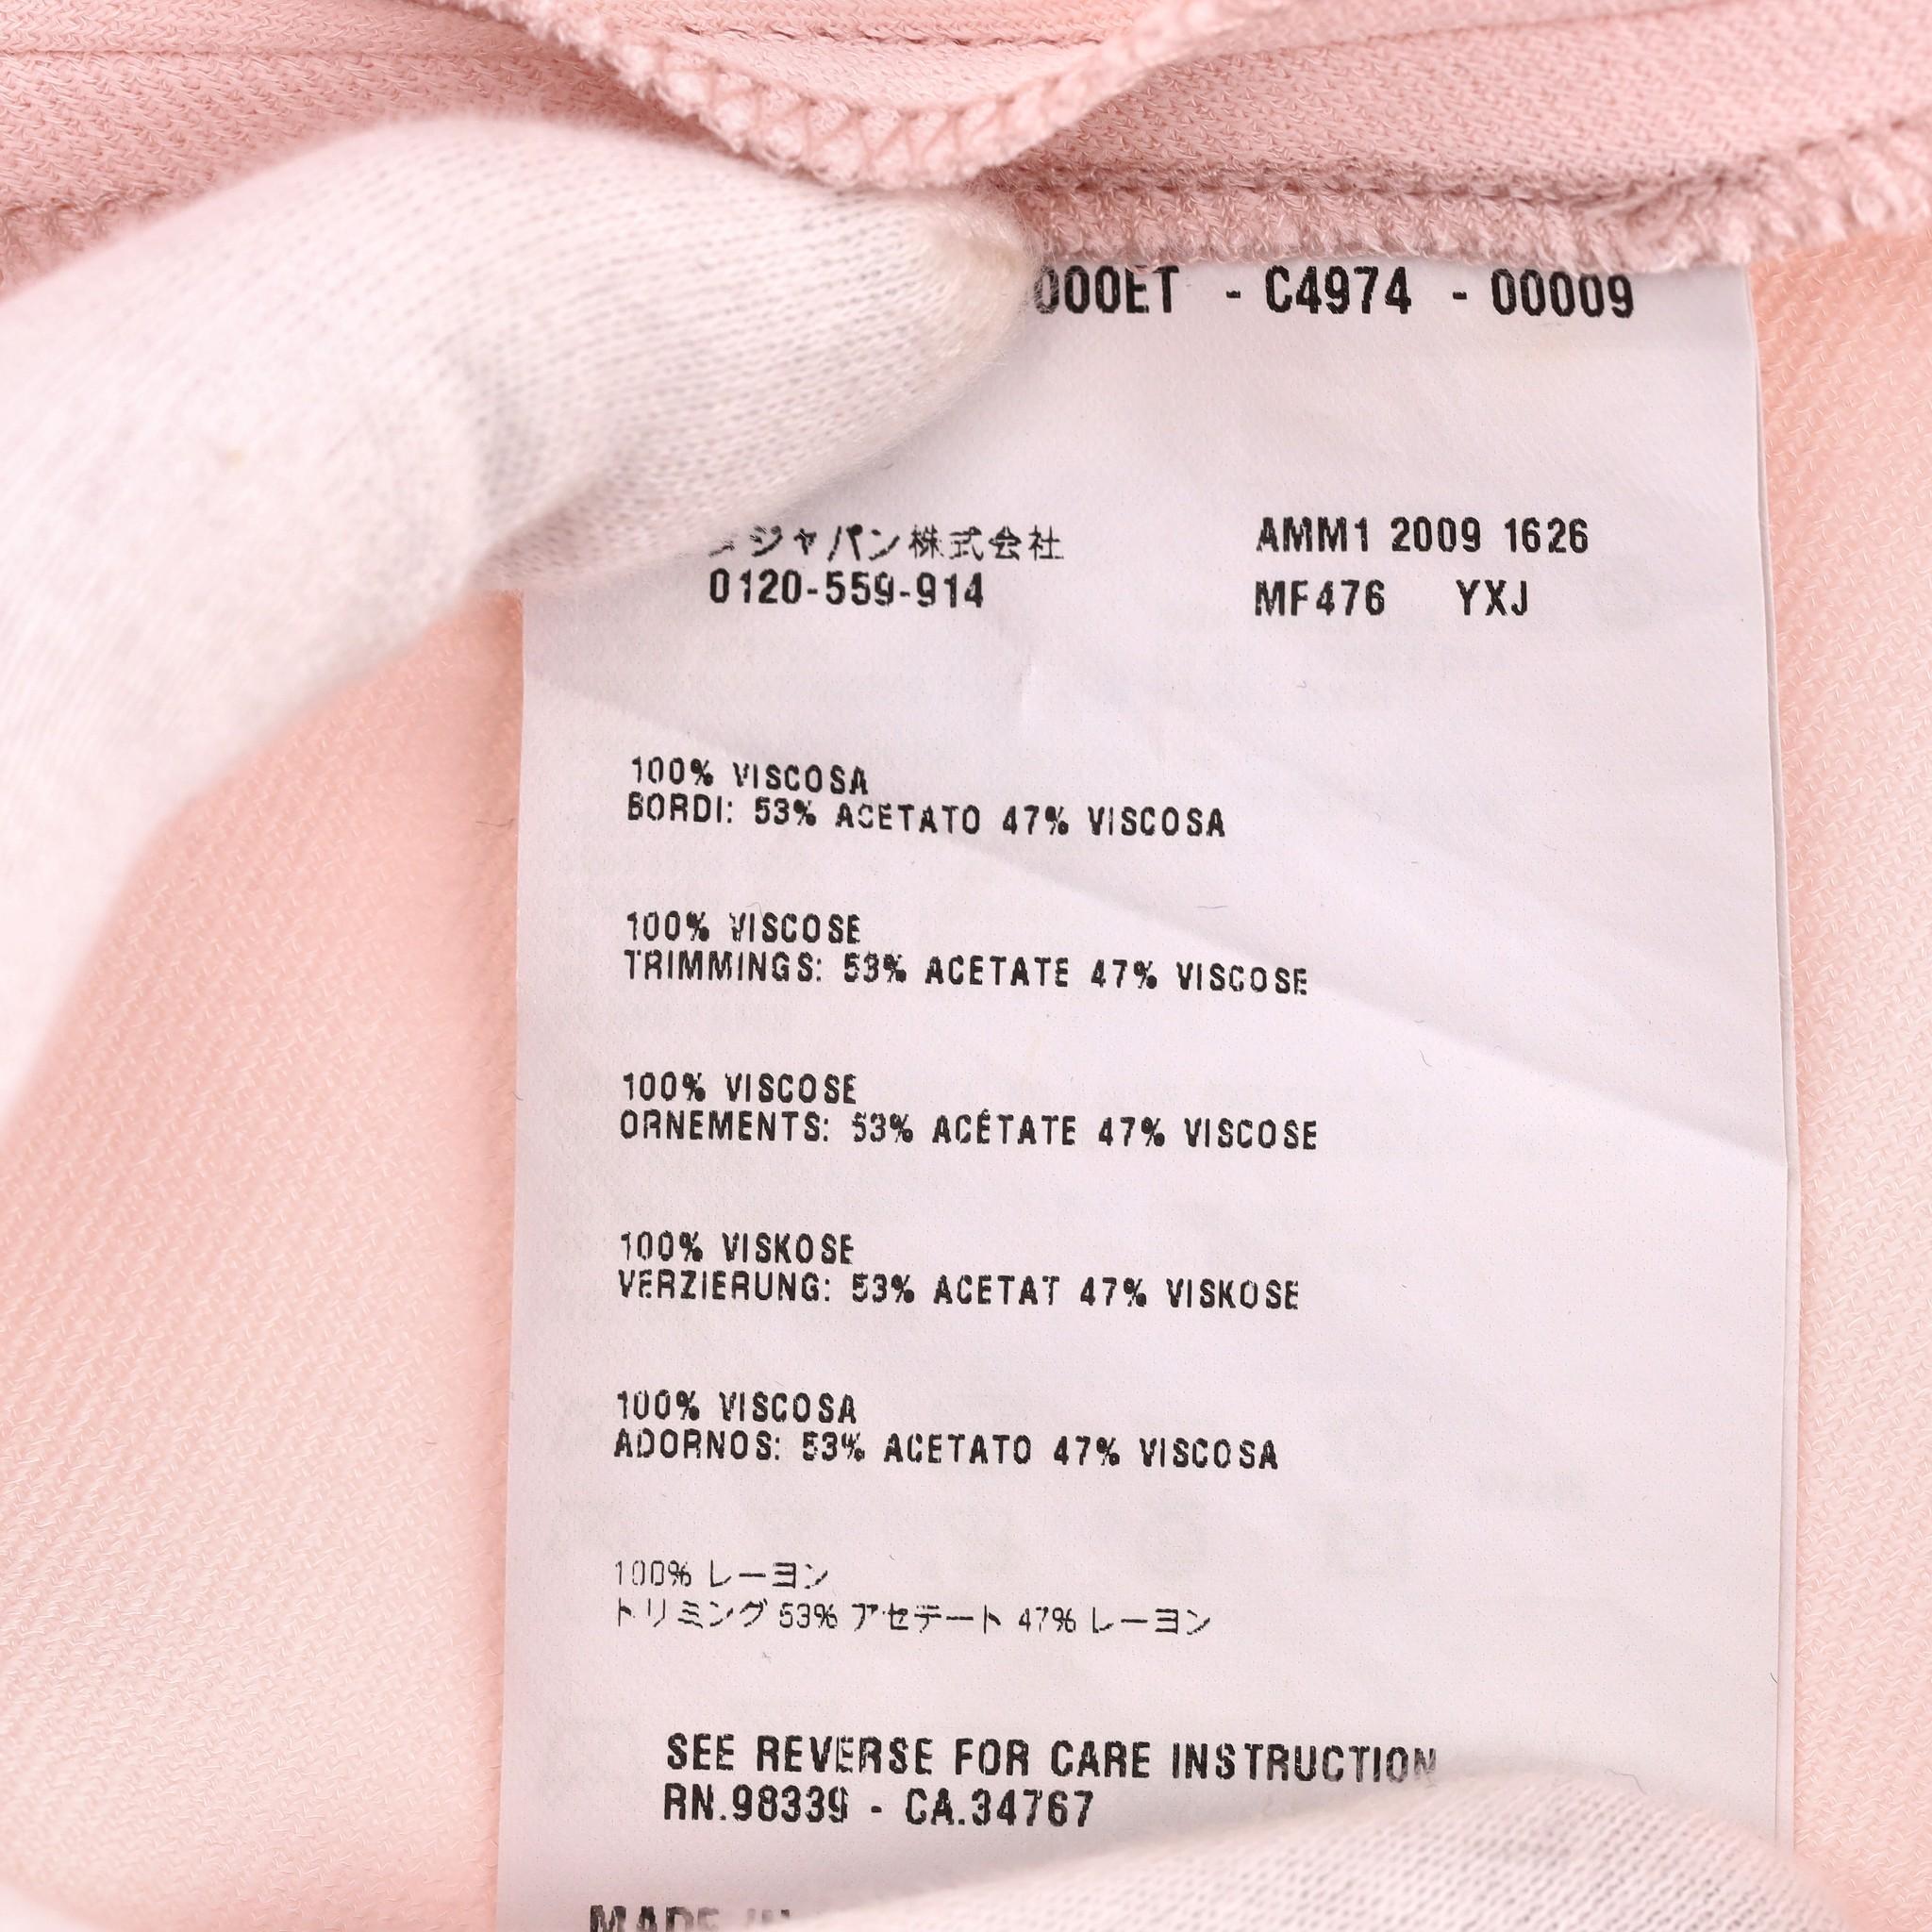 000ET - C4974 - 00009
ジャパン株式会社
0120-559-914
AMM1 2009 1626
MF476 YXJ
100% VISCOSA
BORDI: 53% ACETATO 47% VISCOSA
100% VISCOSE
TRIMMINGS: 53% ACETATE 47% VISCOSE
100% VISCOSE
ORNEMENTS: 53% ACÉTATE 47% VISCOSE
100% VISKOSE
VERZIERUNG: 53% ACETAT 47% VISKOSE
100% VISCOSA
ADORNOS: 53% ACETATO 47% VISCOSA
100% レーヨン
トリミング 53% アセテート 47% レーヨン
SEE REVERSE FOR CARE INSTRUCTION
RN.98339 - CA.34767
MADE IN